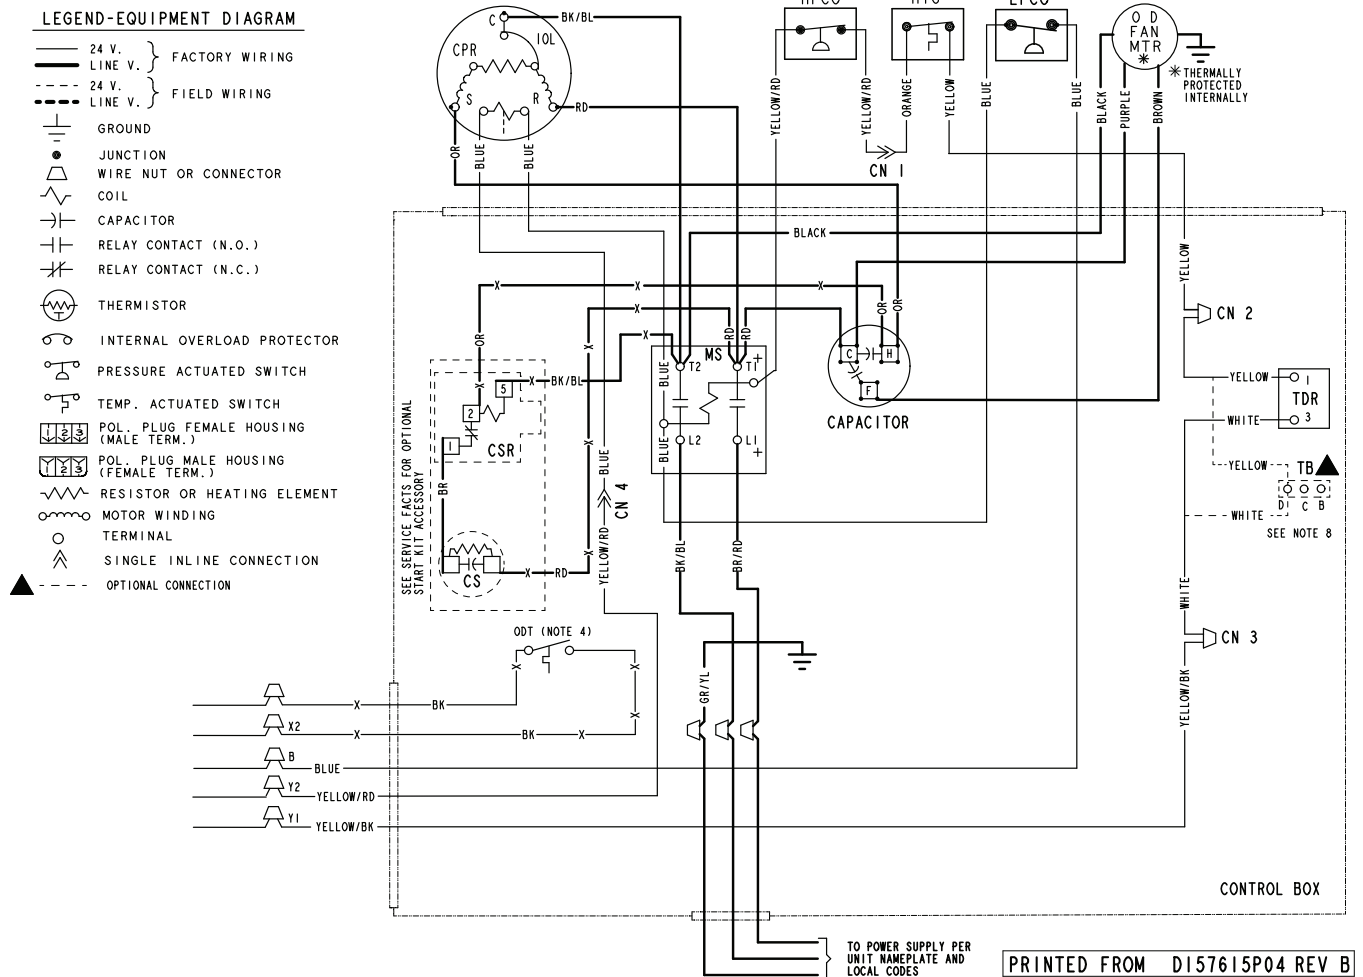 LEGEND-EQUIPMENT DIAGRAM
24 V.
LINE V.
FACTORY WIRING
24 V.
LINE V.
FIELD WIRING
GROUND
JUNCTION
WIRE NUT OR CONNECTOR
COIL
CAPACITOR
RELAY CONTACT (N.O.)
RELAY CONTACT (N.C.)
THERMISTOR
INTERNAL OVERLOAD PROTECTOR
PRESSURE ACTUATED SWITCH
TEMP. ACTUATED SWITCH
1 2 3
POL. PLUG FEMALE HOUSING
(MALE TERM.)
1 2 3
POL. PLUG MALE HOUSING
(FEMALE TERM.)
RESISTOR OR HEATING ELEMENT
MOTOR WINDING
TERMINAL
SINGLE INLINE CONNECTION
OPTIONAL CONNECTION
C
BK/BL
IOL
CPR
S
R
RD
OR
BLUE
BLUE
YELLOW/RD
YELLOW/RD
ORANGE
YELLOW
CN 1
BLUE
BLUE
O D
FAN
MTR
*
* THERMALLY
PROTECTED
INTERNALLY
BLACK
PURPLE
BROWN
BLACK
YELLOW
CN 2
X
X
X
X
OR
OR
OR
RD
RD
X
X
MS
T2
T1
+
BLUE
C
H
F
CAPACITOR
YELLOW
1
TDR
WHITE
3
X
BK/BL
5
2
1
CSR
X
X
L2
L1
+
BLUE
BLUE
CN 4
YELLOW/RD
BR
SEE SERVICE FACTS FOR OPTIONAL
START KIT ACCESSORY
CS
X
RD
X
BK/BL
BR/RD
YELLOW
TB
D
C
B
WHITE
SEE NOTE 8
WHITE
CN 3
YELLOW/BK
ODT (NOTE 4)
X
X
X
GR/YL
X
BK
X2
X
BK
X
B
BLUE
Y2
YELLOW/RD
Y1
YELLOW/BK
CONTROL BOX
TO POWER SUPPLY PER
UNIT NAMEPLATE AND
LOCAL CODES
PRINTED FROM D157615P04 REV B